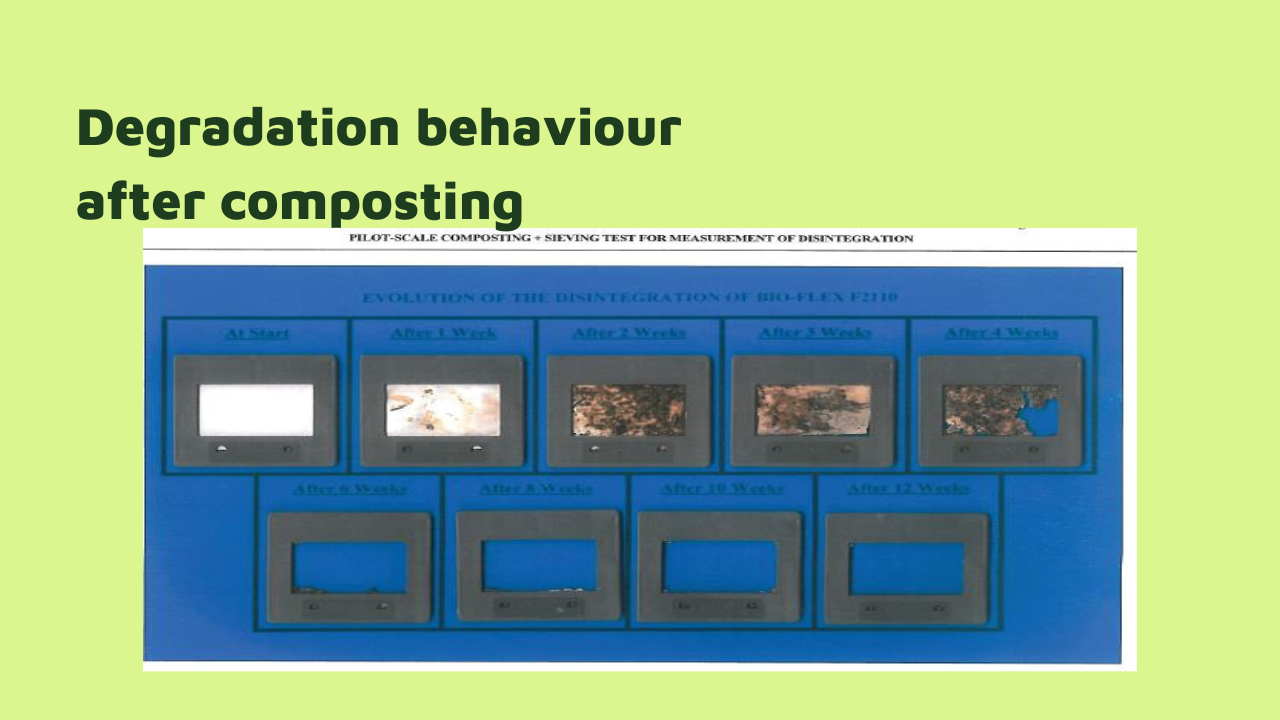 Degradation behaviour
after composting
PILOT-SCALE COMPOSTING + SIEVING TEST FOR MEASUREMENT OF DISINTEGRATION
EVOLUTION OF THE DISINTEGRATION OF BIO-FLEX F2110
At Start
After 1 Week
After 2 Weeks
After 3 Weeks
After 4 Weeks
After 6 Weeks
After 8 Weeks
After 10 Weeks
After 12 Weeks